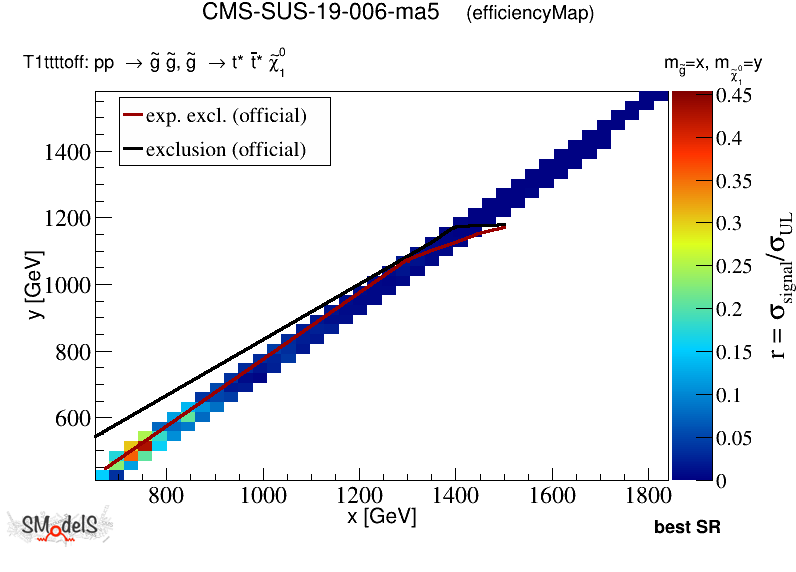 CMS-SUS-19-006-ma5 (efficiencyMap)
T1ttttoff: pp → g̃ g̃, g̃ → t* t̄* χ̃₁⁰
m_g̃=x, m_χ̃₁⁰=y
exp. excl. (official)
exclusion (official)
y [GeV]
1400
1200
1000
800
600
800 1000 1200 1400 1600 1800
x [GeV]
0.45
0.4
0.35
0.3
0.25
0.2
0.15
0.1
0.05
0
r = σ_signal/σ_UL
SModelS
best SR